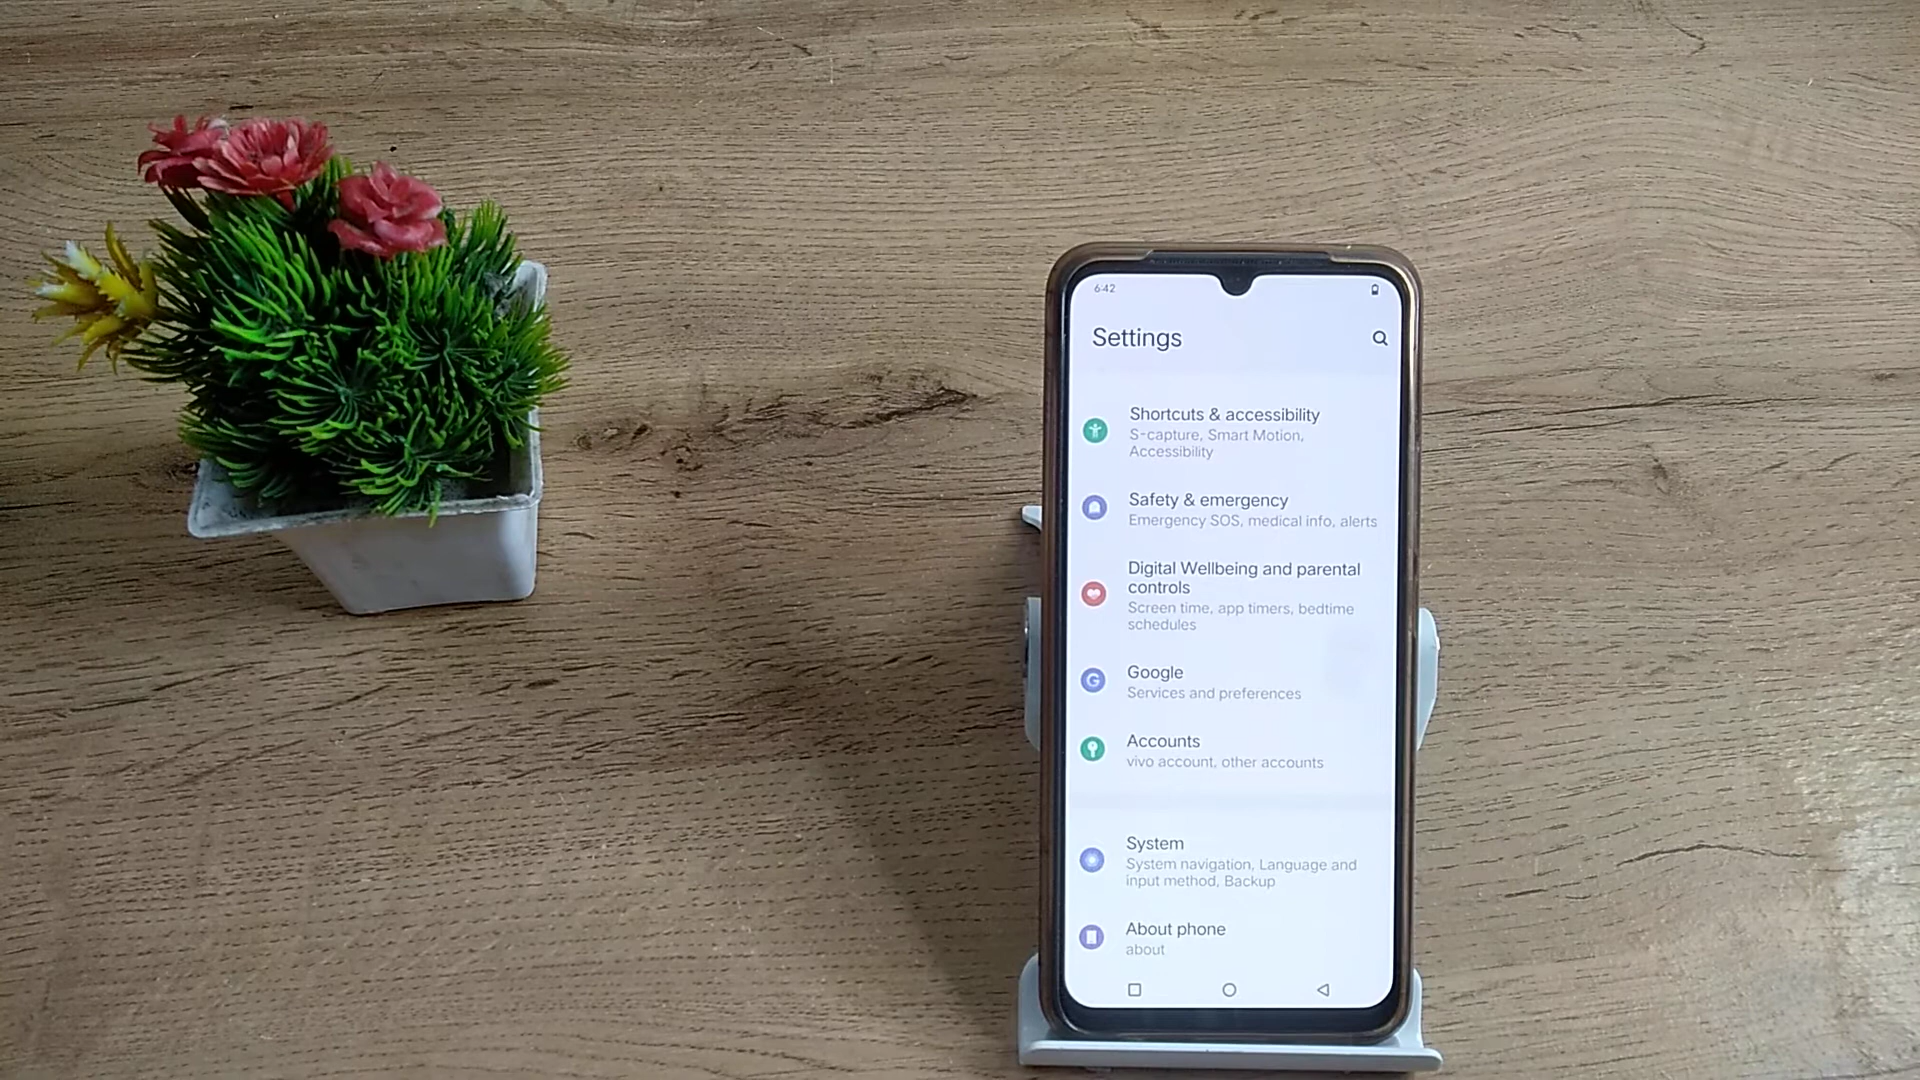 6:42
Settings
Shortcuts & accessibility
S-capture, Smart Motion,
Accessibility
Safety & emergency
Emergency SOS, medical info, alerts
Digital Wellbeing and parental
controls
Screen time, app timers, bedtime
schedules
G
Google
Services and preferences
Accounts
vivo account, other accounts
System
System navigation, Language and
input method, Backup
About phone
about